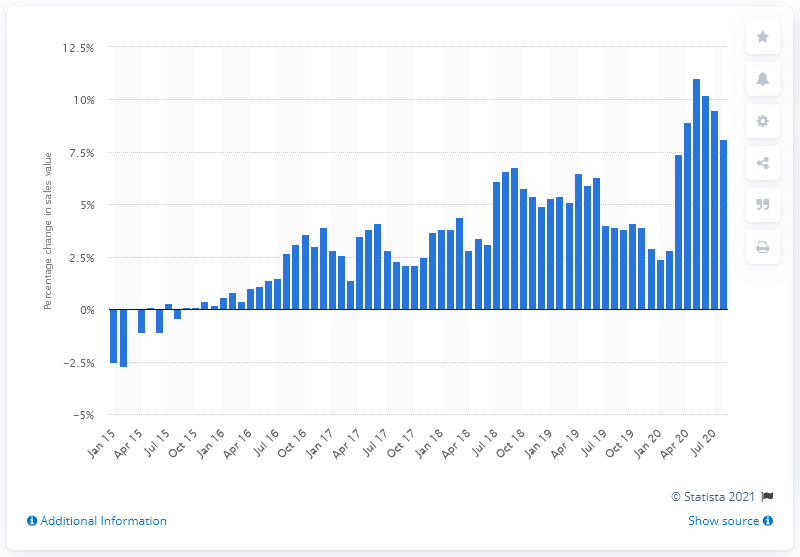 12.5%
10%
7.5%
5%
2.5%
0%
−2.5%
−5%
Percentage change in sales value
Jan 15
Apr 15
Jul 15
Oct 15
Jan 16
Apr 16
Jul 16
Oct 16
Jan 17
Apr 17
Jul 17
Oct 17
Jan 18
Apr 18
Jul 18
Oct 18
Jan 19
Apr 19
Jul 19
Oct 19
Jan 20
Apr 20
Jul 20
© Statista 2021
Additional Information
Show source